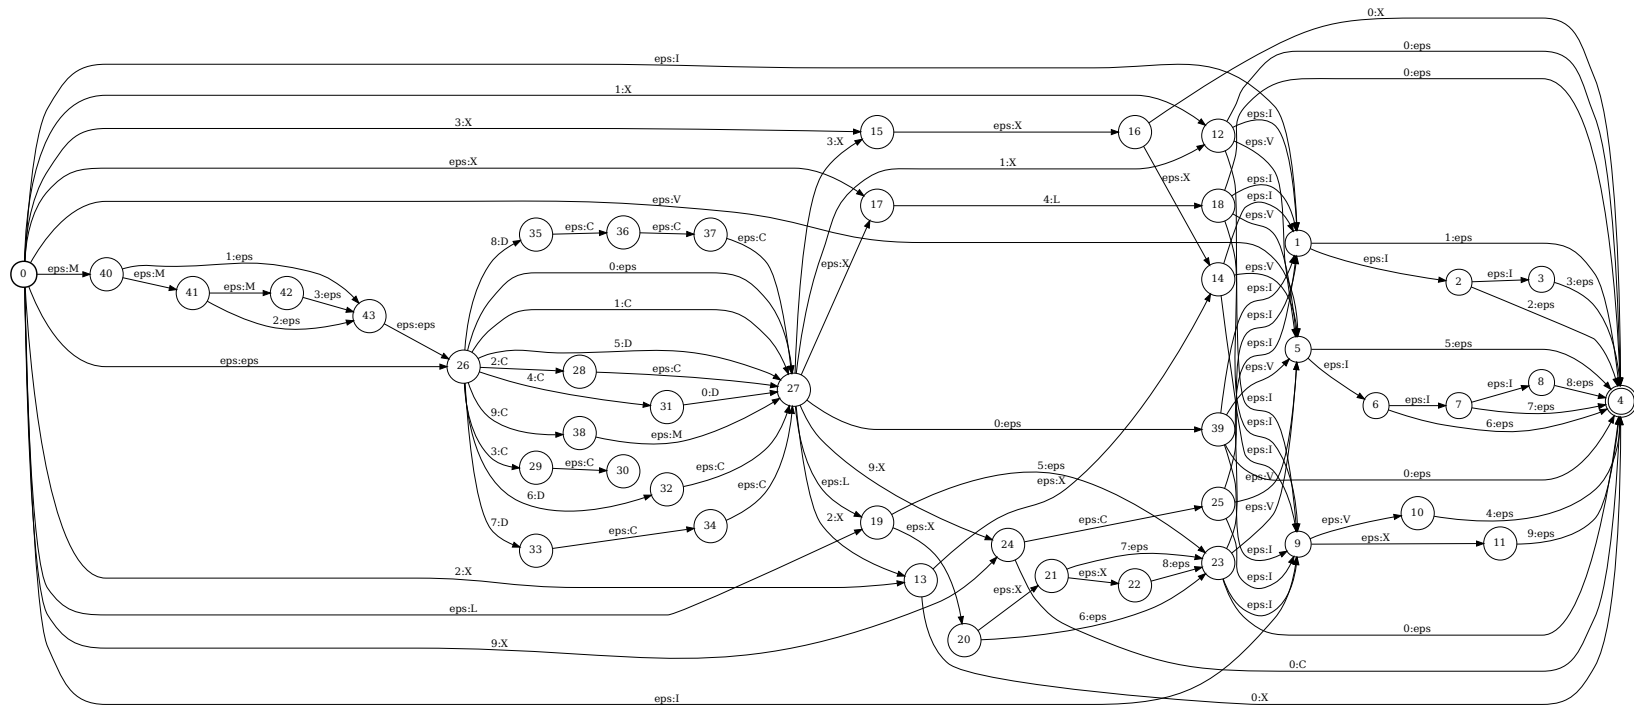 0:X
0:eps
eps:I
0:eps
1:X
3:X
15
eps:X
16
12
eps:I
3:X
eps:V
eps:X
1:X
eps:X
eps:I
eps:V
17
4:L
18
eps:I
eps:V
8:D
35
eps:C
36
eps:C
37
eps:C
1
1:eps
1:eps
eps:I
0
eps:M
40
eps:M
0:eps
eps:X
14
eps:V
2
eps:I
3
3:eps
41
eps:M
42
3:eps
eps:I
2:eps
1:C
2:eps
43
eps:I
eps:eps
5:D
eps:I
5
5:eps
eps:eps
26
2:C
28
eps:C
eps:V
eps:I
4:C
0:D
27
8
8:eps
eps:I
4
31
eps:I
6
eps:I
7
7:eps
9:C
38
eps:M
0:eps
39
eps:I
6:eps
3:C
29
eps:C
30
eps:C
9:X
5:eps
eps:I
0:eps
6:D
32
eps:C
eps:L
eps:X
eps:V
7:D
33
eps:C
34
2:X
19
eps:X
25
eps:V
eps:V
10
4:eps
24
eps:C
9
eps:X
11
9:eps
7:eps
eps:I
2:X
13
21
eps:X
22
8:eps
23
eps:I
eps:X
eps:L
eps:I
20
6:eps
0:eps
9:X
0:C
eps:I
0:X